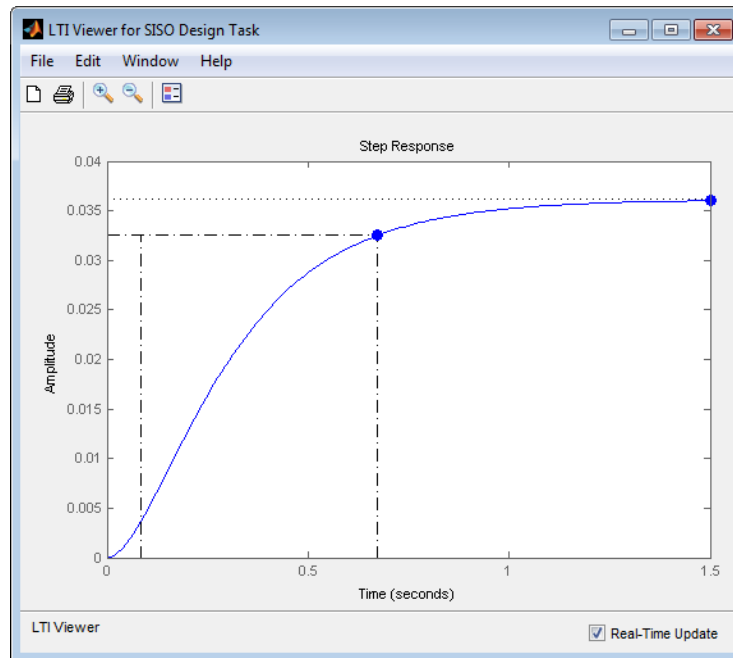 LTI Viewer for SISO Design Task
File Edit Window Help
Step Response
0.04
0.035
0.03
0.025
0.02
0.015
0.01
0.005
0
Amplitude
0 0.5 1 1.5
Time (seconds)
LTI Viewer
Real-Time Update